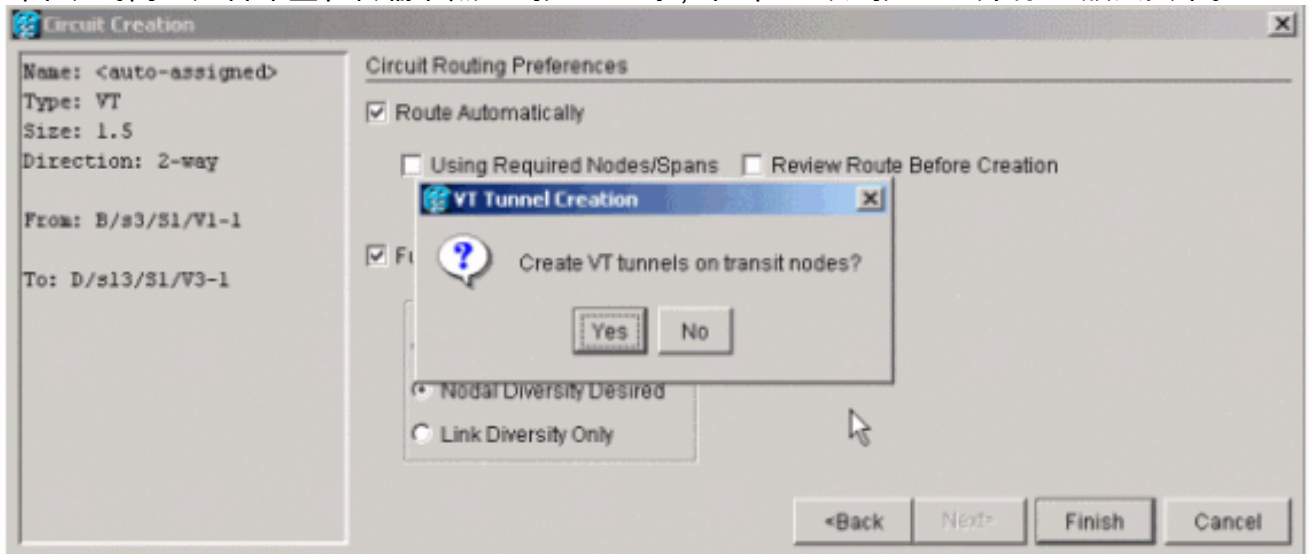 Circuit Creation
Name: <auto-assigned>
Type: VT
Size: 1.5
Direction: 2-way
From: B/s3/S1/V1-1
To: D/s13/S1/V3-1
Circuit Routing Preferences
Route Automatically
Using Required Nodes/Spans
Review Route Before Creation
VT Tunnel Creation
Create VT tunnels on transit nodes?
Yes
No
Nodal Diversity Desired
Link Diversity Only
<Back
Next>
Finish
Cancel